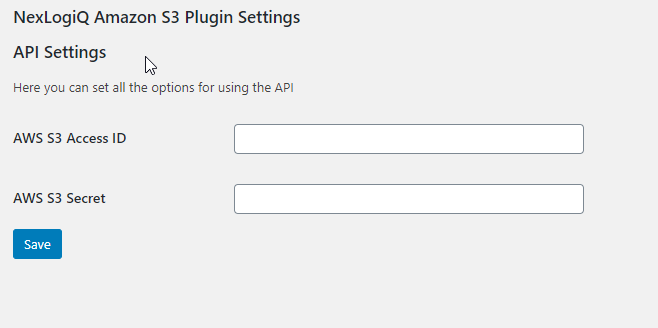 NexLogiQ Amazon S3 Plugin Settings
API Settings
Here you can set all the options for using the API
AWS S3 Access ID
AWS S3 Secret
Save